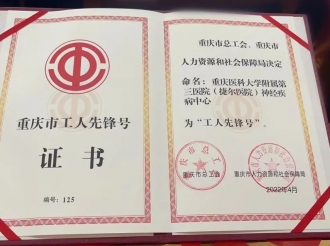 重庆市工人先锋号
证书
编号：125
重庆市总工会、重庆市
人力资源和社会保障局决定
命名：重庆医科大学附属第
三医院（捷尔医院）神经疾
病中心
为“工人先锋号”。
重庆市总工会
重庆市人力资源和社会保障局
2022年4月